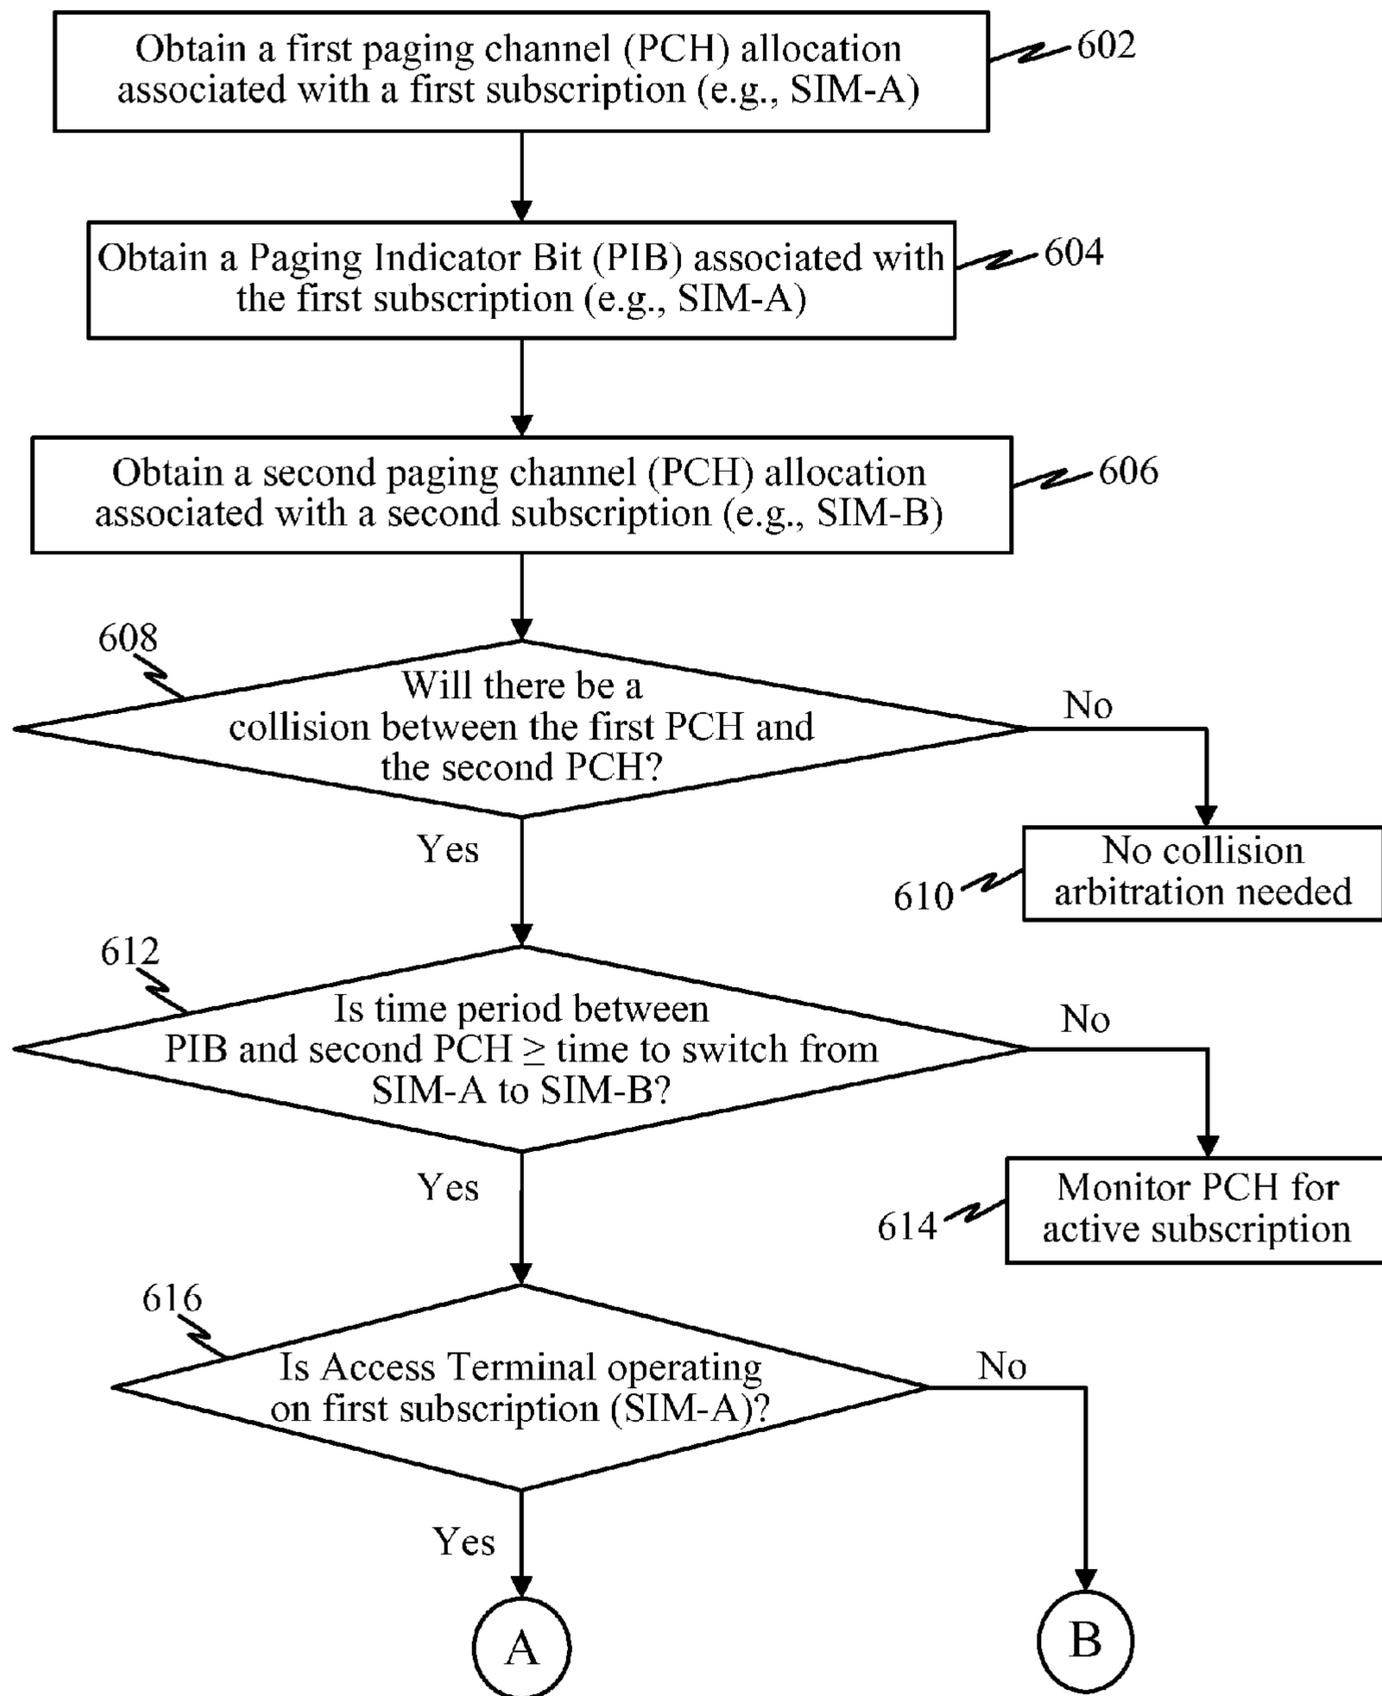 Obtain a first paging channel (PCH) allocation
associated with a first subscription (e.g., SIM-A)
602
Obtain a Paging Indicator Bit (PIB) associated with
the first subscription (e.g., SIM-A)
604
Obtain a second paging channel (PCH) allocation
associated with a second subscription (e.g., SIM-B)
606
608
Will there be a
collision between the first PCH and
the second PCH?
No
Yes
No collision
arbitration needed
610
612
Is time period between
PIB and second PCH ≥ time to switch from
SIM-A to SIM-B?
No
Yes
Monitor PCH for
active subscription
614
616
Is Access Terminal operating
on first subscription (SIM-A)?
No
Yes
A
B